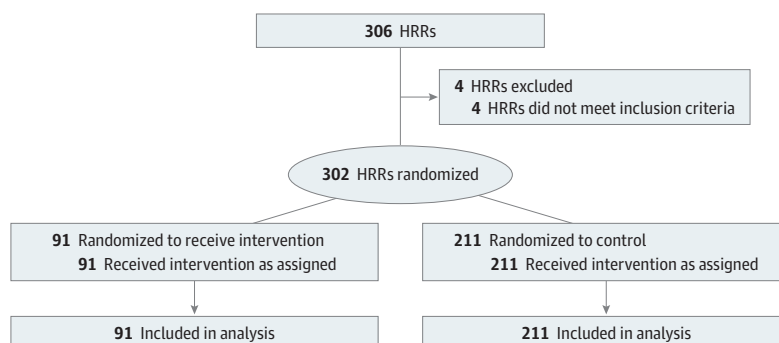 306 HRRs
4 HRRs excluded
4 HRRs did not meet inclusion criteria
302 HRRs randomized
91 Randomized to receive intervention
91 Received intervention as assigned
211 Randomized to control
211 Received intervention as assigned
91 Included in analysis
211 Included in analysis